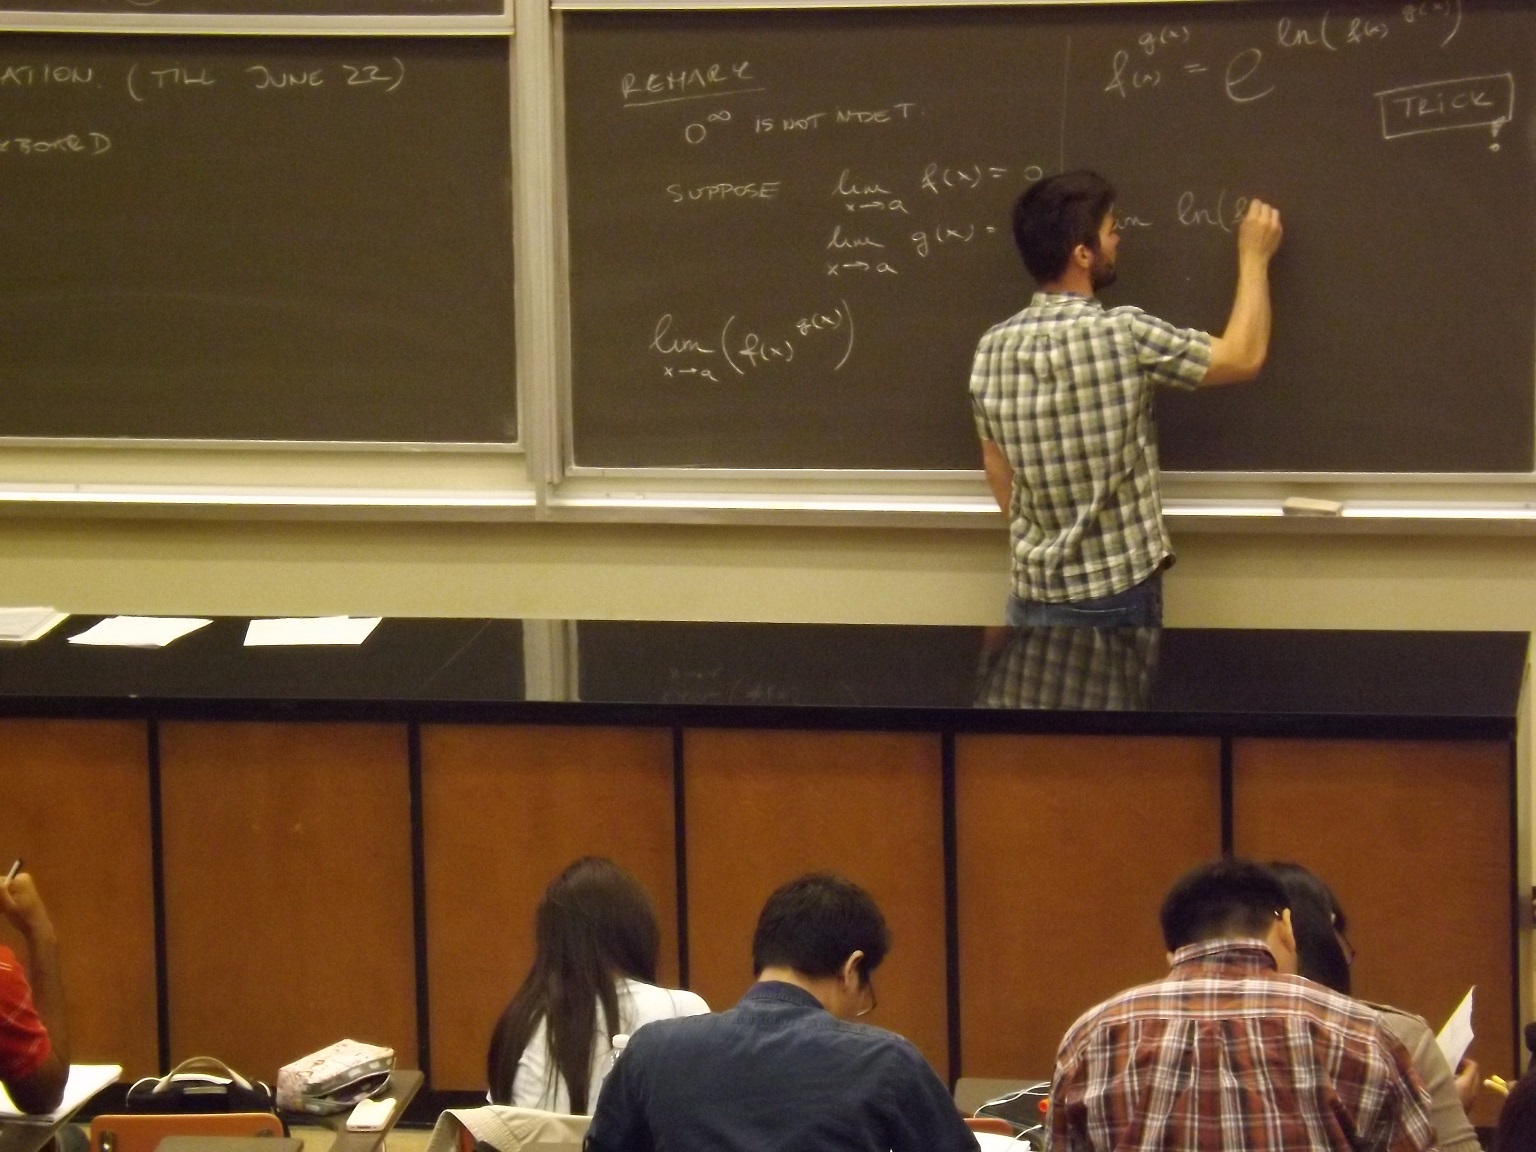 ATION. (TILL JUNE 22)
REMARK
0^∞ IS NOT INDET.
SUPPOSE lim x→a f(x) = 0
lim x→a g(x) =
lim x→a (f(x)^g(x))
f(x)^g(x) = e^ln(f(x)^g(x))
TRICK
!
ln(f